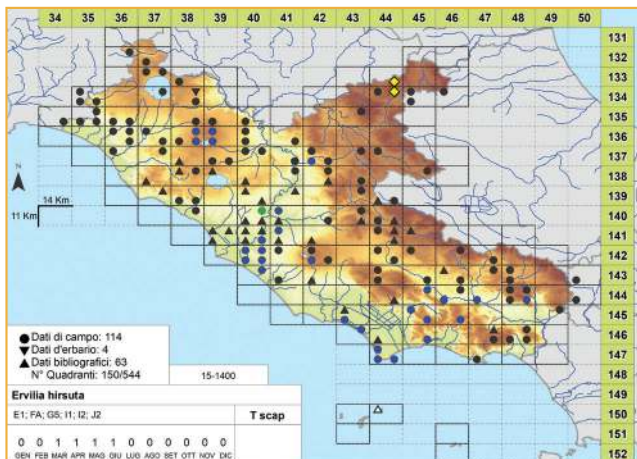 34 35 36 37 38 39 40 41 42 43 44 45 46 47 48 49 50
131
132
133
134
135
136
137
138
139
140
141
142
143
144
145
146
147
148
149
150
151
152
N
14 Km
11 Km
Dati di campo: 114
Dati d'erbario: 4
Dati bibliografici: 63
N° Quadranti: 150/544
15-1400
Ervilia hirsuta
E1; FA; G5; I1; I2; J2
T scap
0 0 1 1 1 1 0 0 0 0 0 0
GEN FEB MAR APR MAG GIU LUG AGO SET OTT NOV DIC